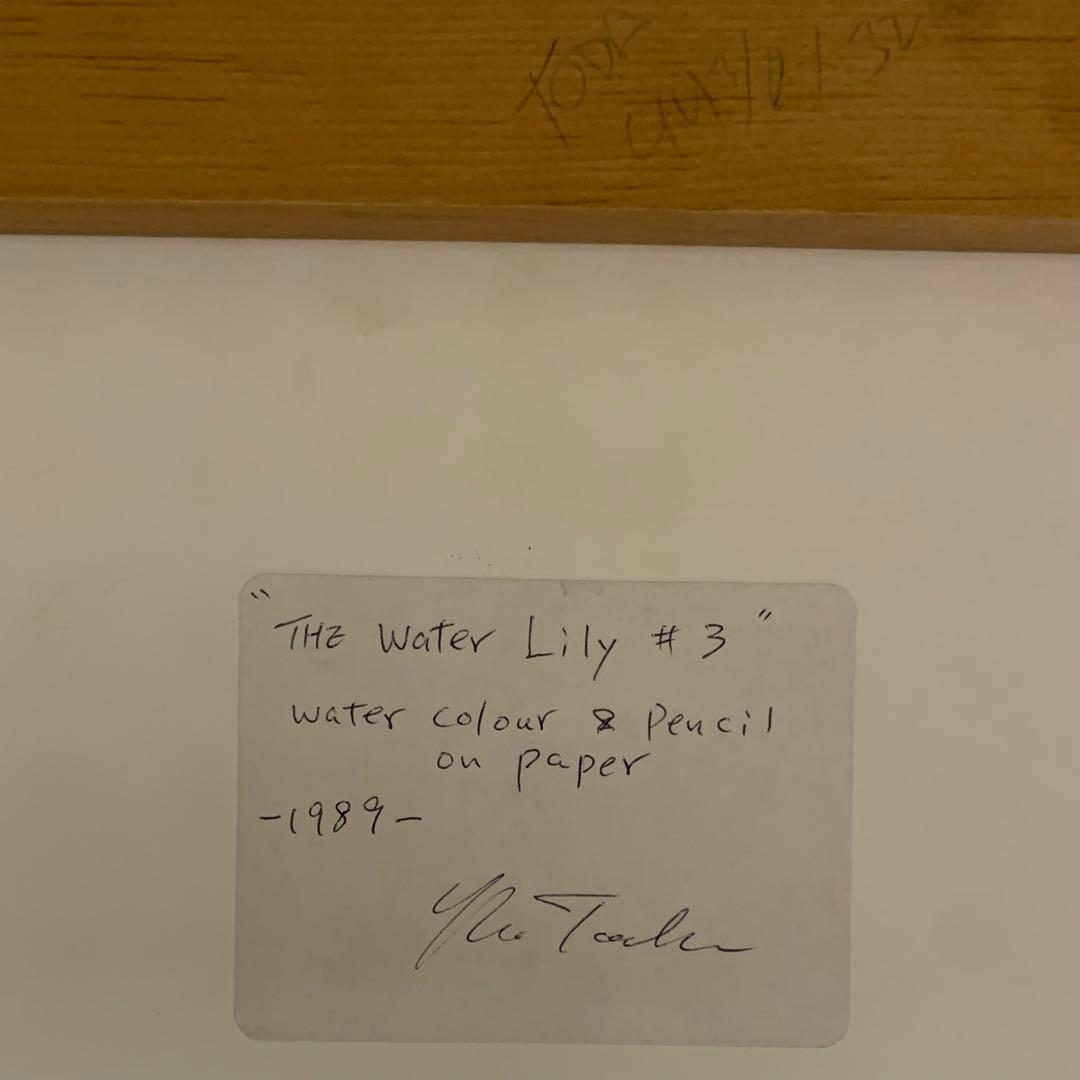 "THE Water Lily # 3"
water colour & Pencil
on paper
-1989-